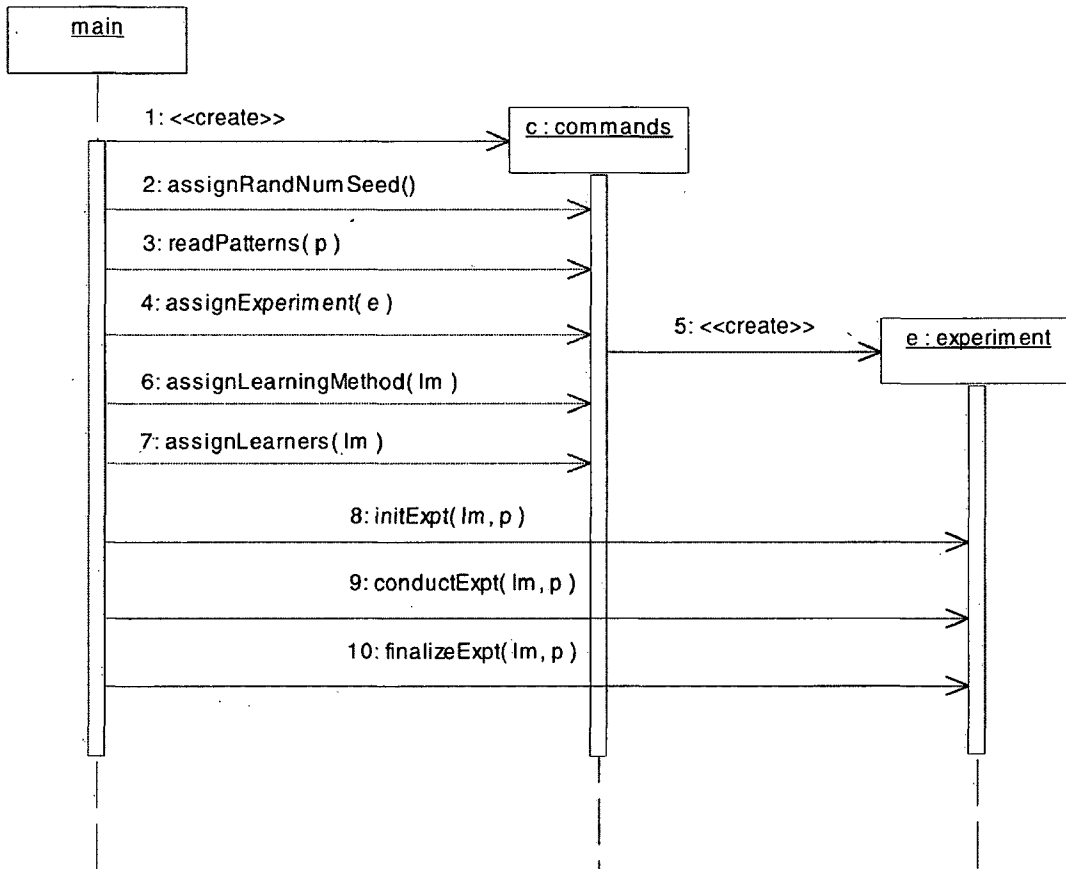 main
1: <<create>>
c : commands
2: assignRandNumSeed()
3: readPatterns( p )
4: assignExperiment( e )
5: <<create>>
e : experiment
6: assignLearningMethod( lm )
7: assignLearners( lm )
8: initExpt( lm, p )
9: conductExpt( lm, p )
10: finalizeExpt( lm, p )